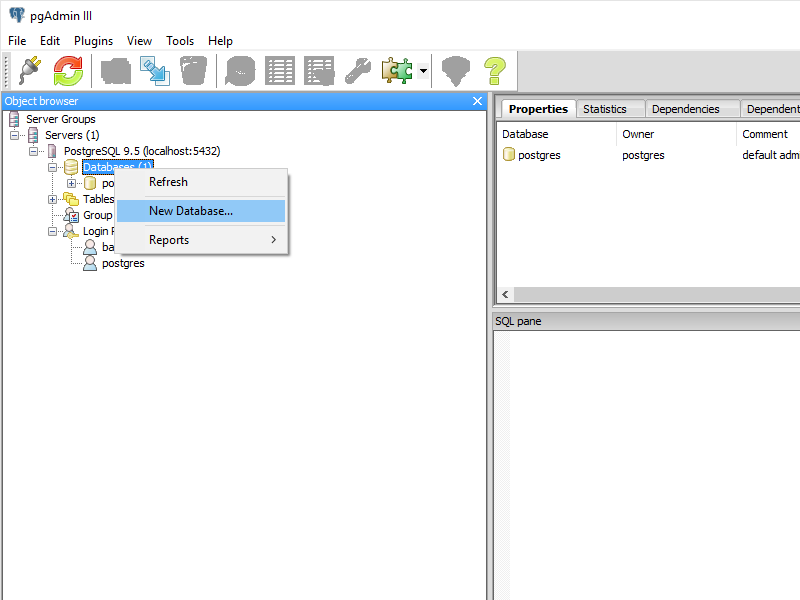 pgAdmin III
File Edit Plugins View Tools Help
Object browser
Server Groups
Servers (1)
PostgreSQL 9.5 (localhost:5432)
Databases (1)
po
Tables
Group
Login R
ba
postgres
Refresh
New Database...
Reports
Properties Statistics Dependencies Dependent
Database Owner Comment
postgres postgres default adm
SQL pane